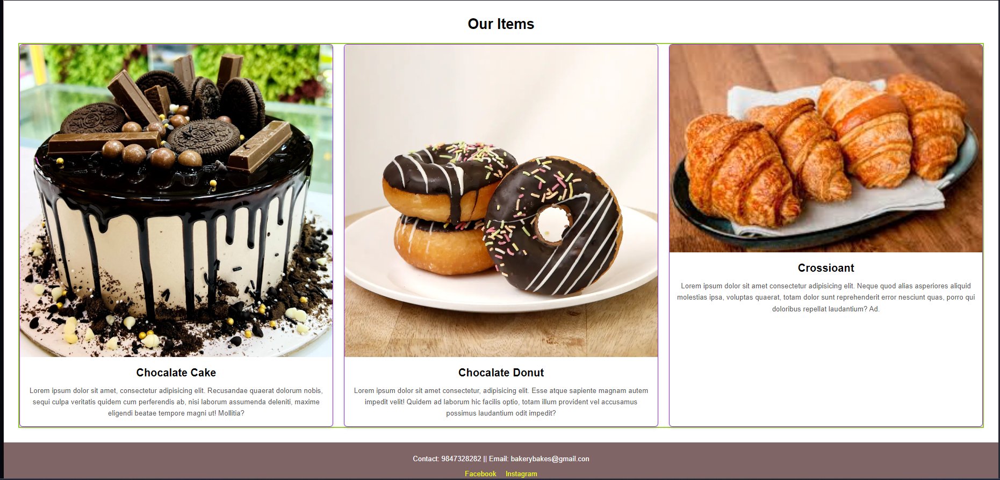 Our Items
Chocalate Cake
Lorem ipsum dolor sit amet, consectetur adipisicing elit. Recusandae quaerat dolorum nobis,
sequi culpa veritatis quidem cum perferendis ab, nisi laborum assumenda deleniti, maxime
eligendi beatae tempore magni ut! Mollitia?
Chocalate Donut
Lorem ipsum dolor sit amet consectetur, adipisicing elit. Esse atque sapiente magnam autem
impedit velit! Quidem ad laborum hic facilis optio, totam illum provident vel accusamus
possimus laudantium odit impedit?
Crossioant
Lorem ipsum dolor sit amet consectetur adipisicing elit. Neque quod alias asperiores aliquid
molestias ipsa, voluptas quaerat, totam dolor sunt reprehenderit error nesciunt quas, porro qui
doloribus repellat laudantium? Ad.
Contact: 9847328282 || Email: bakerybakes@gmail.con
Facebook Instagram